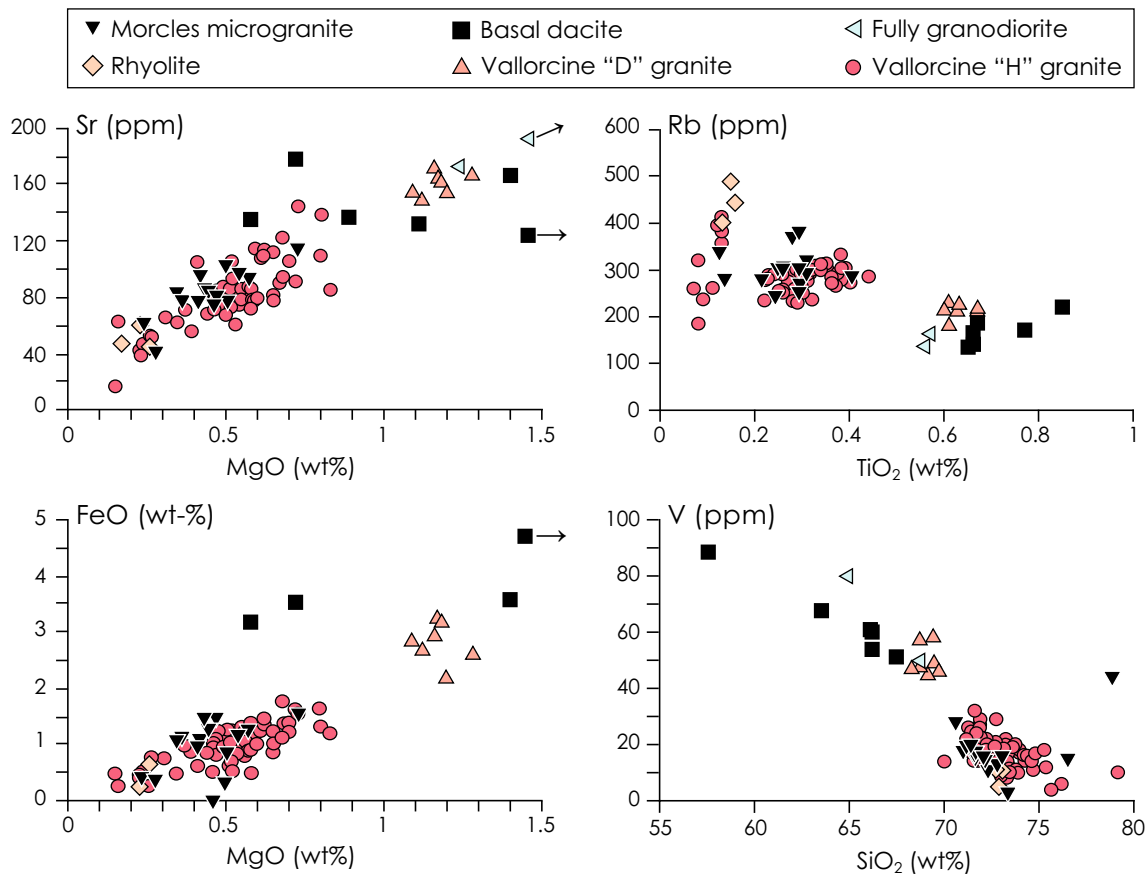 Morcles microgranite Basal dacite Fully granodiorite
Rhyolite Vallorcine “D” granite Vallorcine “H” granite
Sr (ppm)
200
160
120
80
40
0
0 0.5 1 1.5
MgO (wt%)
Rb (ppm)
600
500
400
300
200
100
0
0 0.2 0.4 0.6 0.8 1
TiO₂ (wt%)
FeO (wt-%)
5
4
3
2
1
0
0 0.5 1 1.5
MgO (wt%)
V (ppm)
100
80
60
40
20
0
55 60 65 70 75 80
SiO₂ (wt%)